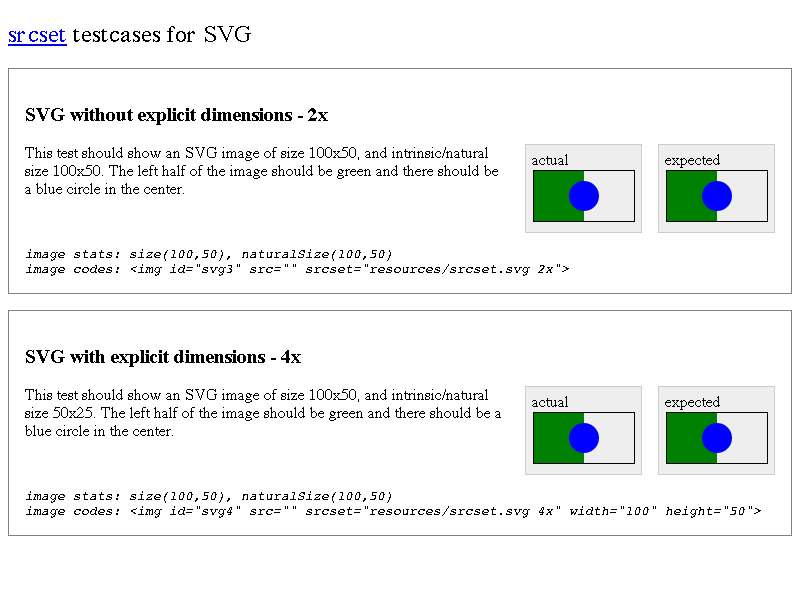 srcset testcases for SVG
SVG without explicit dimensions - 2x
This test should show an SVG image of size 100x50, and intrinsic/natural
size 100x50. The left half of the image should be green and there should be
a blue circle in the center.
actual
expected
image stats: size(100,50), naturalSize(100,50)
image codes: <img id="svg3" src="" srcset="resources/srcset.svg 2x">
SVG with explicit dimensions - 4x
This test should show an SVG image of size 100x50, and intrinsic/natural
size 50x25. The left half of the image should be green and there should be a
blue circle in the center.
actual
expected
image stats: size(100,50), naturalSize(100,50)
image codes: <img id="svg4" src="" srcset="resources/srcset.svg 4x" width="100" height="50">